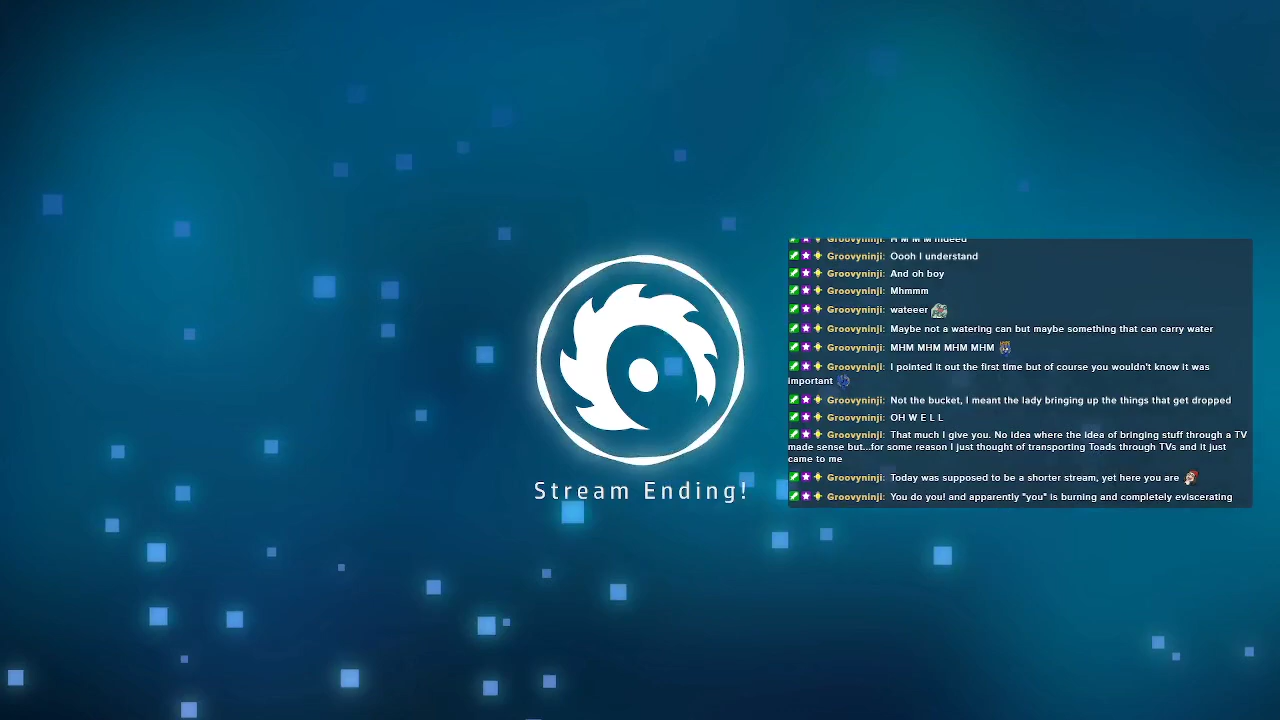 Groovyninji: M M M M indeed
Groovyninji: Oooh I understand
Groovyninji: And oh boy
Groovyninji: Mhmmm
Groovyninji: wateeer
Groovyninji: Maybe not a watering can but maybe something that can carry water
Groovyninji: MHM MHM MHM MHM
Groovyninji: I pointed it out the first time but of course you wouldn't know it was
important
Groovyninji: Not the bucket, I meant the lady bringing up the things that get dropped
Groovyninji: OH W E L L
Groovyninji: That much I give you. No idea where the idea of bringing stuff through a TV
made sense but...for some reason I just thought of transporting Toads through TVs and it just
came to me
Groovyninji: Today was supposed to be a shorter stream, yet here you are
Groovyninji: You do you! and apparently "you" is burning and completely eviscerating
Stream Ending!